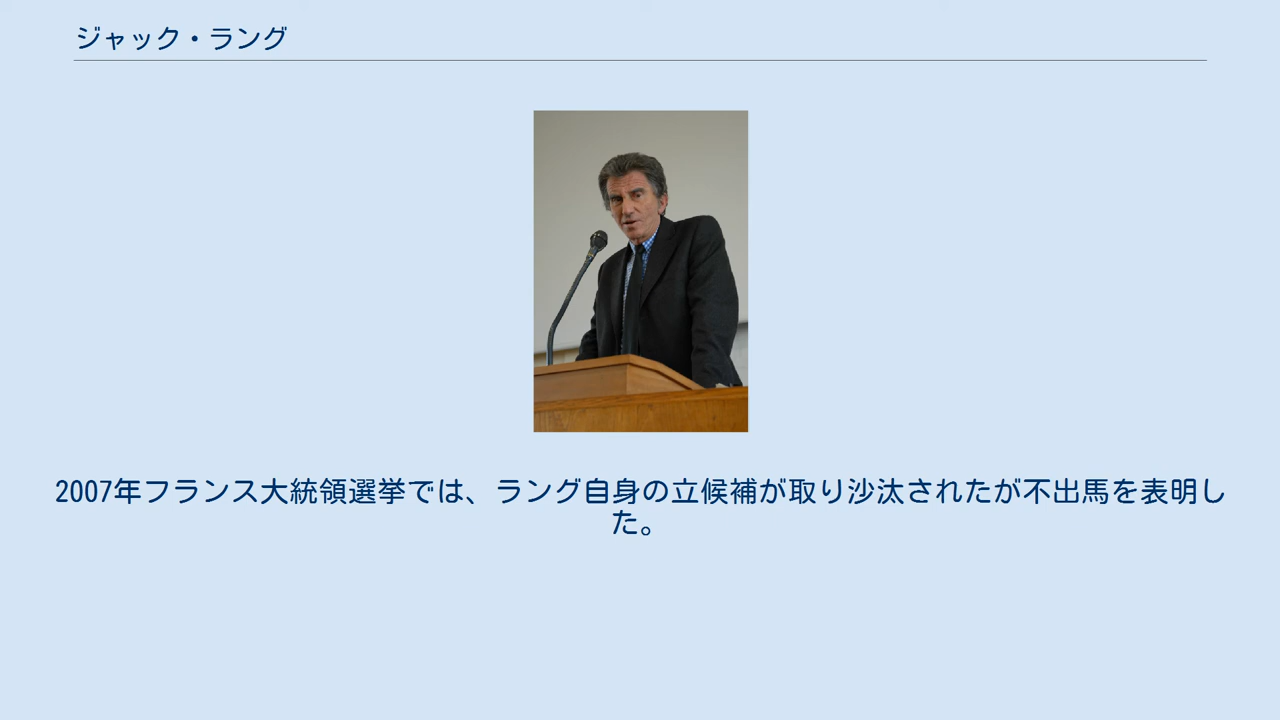 ジャック・ラング
2007年フランス大統領選挙では、ラング自身の立候補が取り沙汰されたが不出馬を表明し
た。